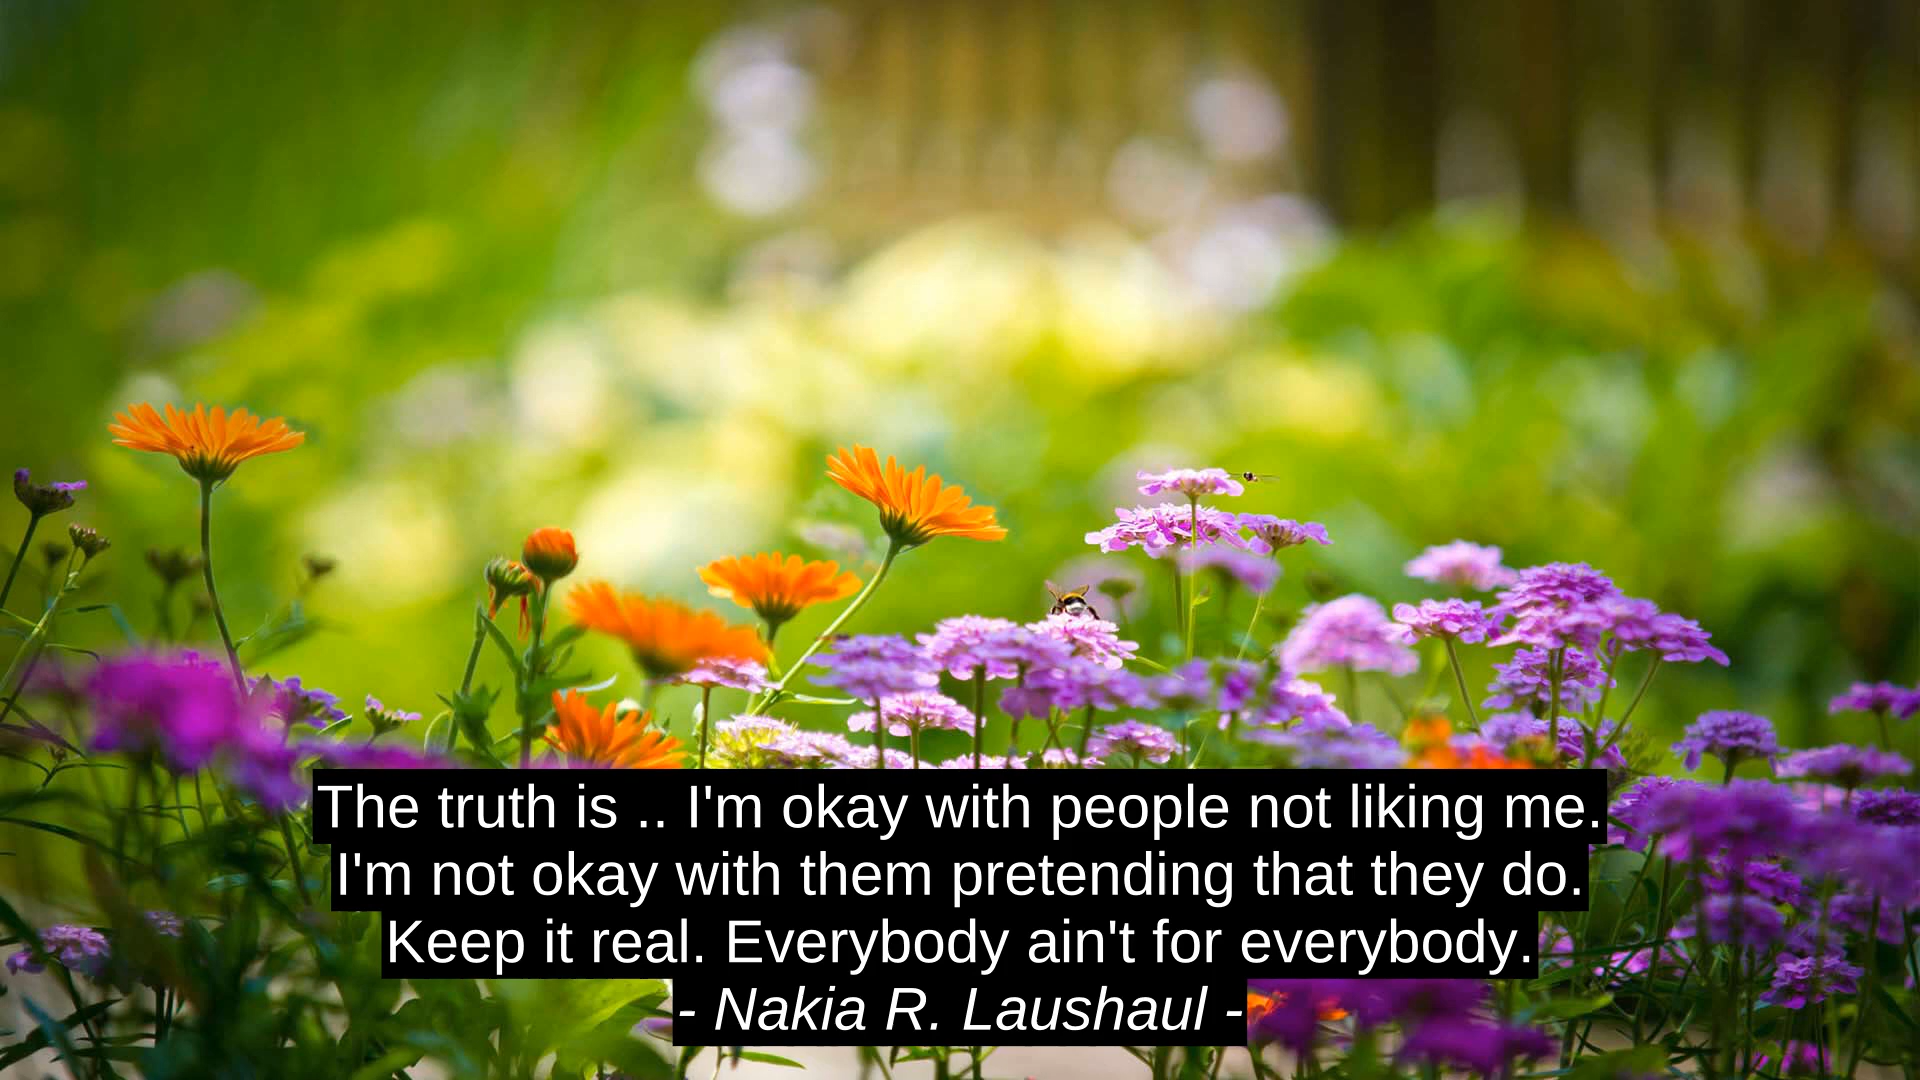 The truth is .. I'm okay with people not liking me.
I'm not okay with them pretending that they do.
Keep it real. Everybody ain't for everybody.
- Nakia R. Laushaul -